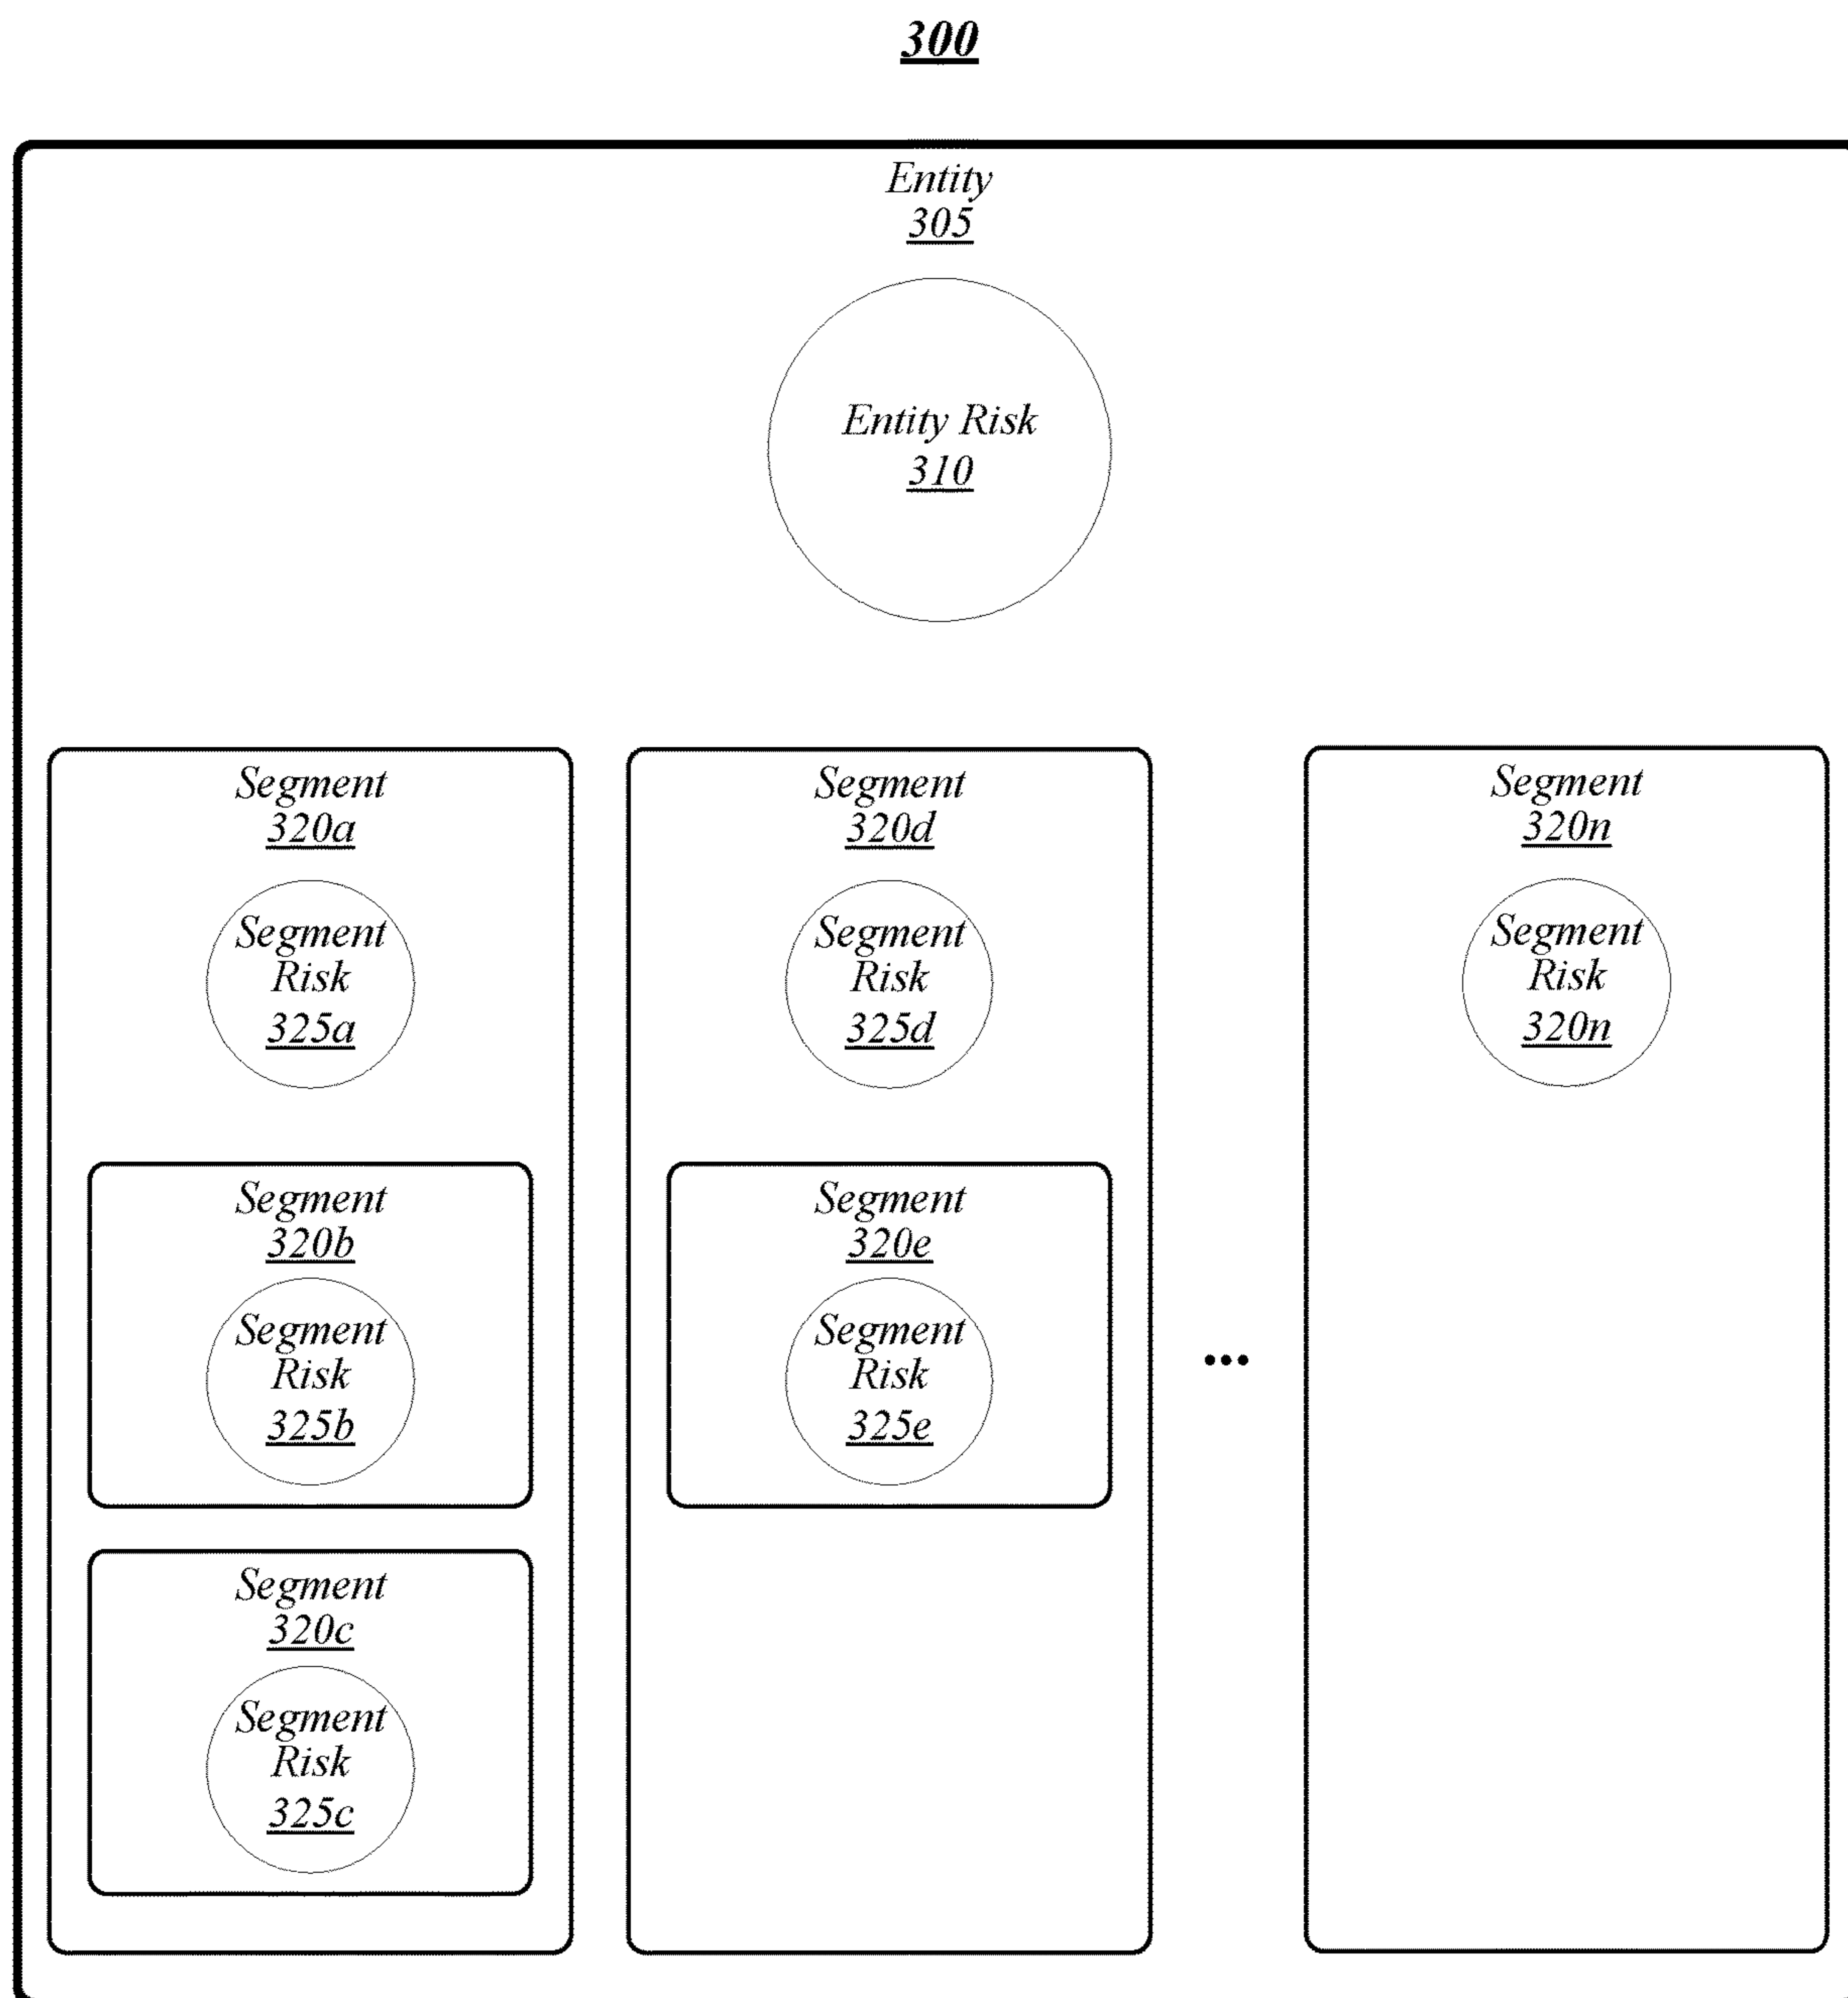 300
Entity
305
Entity Risk
310
Segment
320a
Segment
Risk
325a
Segment
320b
Segment
Risk
325b
Segment
320c
Segment
Risk
325c
Segment
320d
Segment
Risk
325d
Segment
320e
Segment
Risk
325e
...
Segment
320n
Segment
Risk
320n